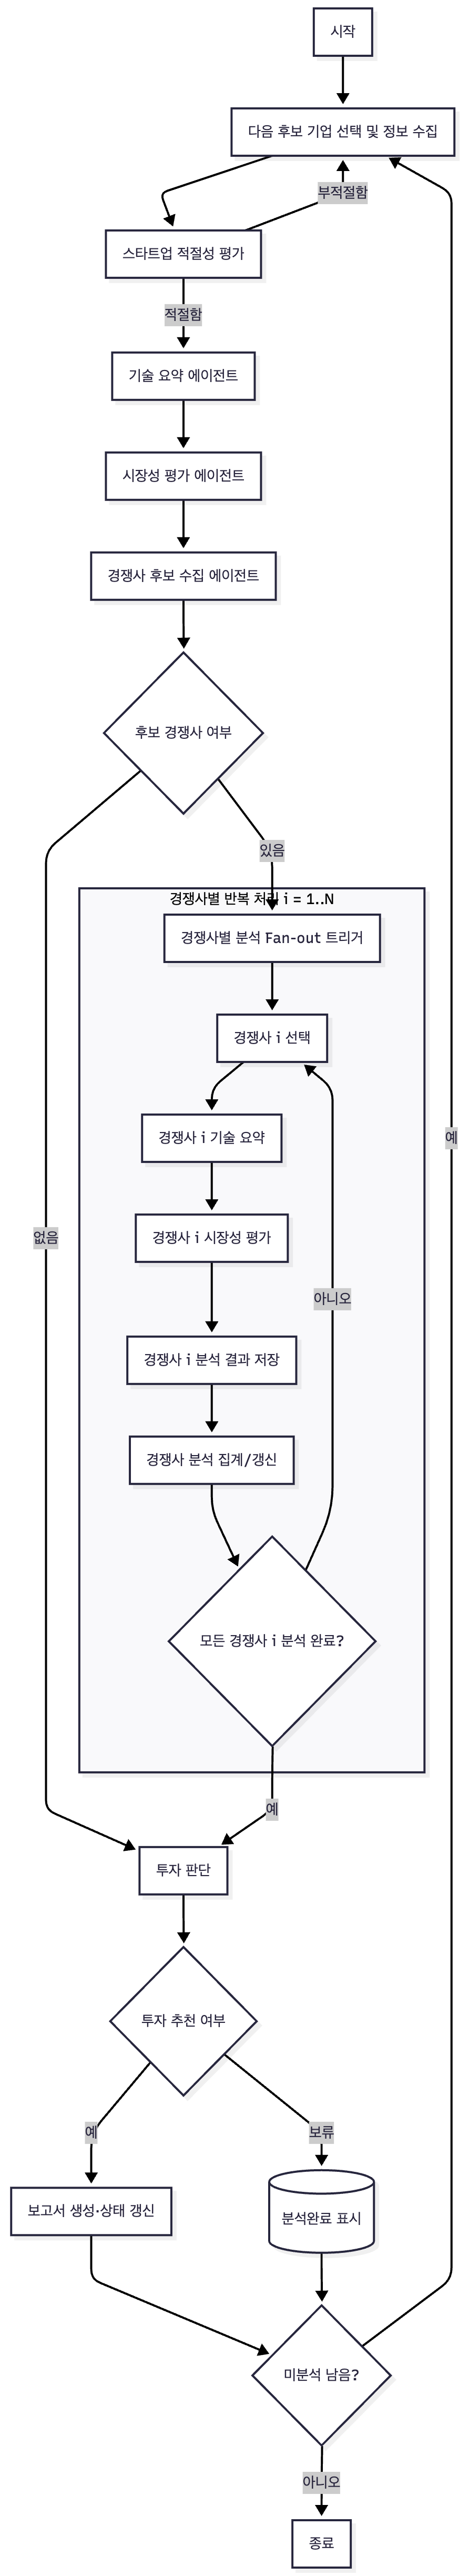 시작
다음 후보 기업 선택 및 정보 수집
부적절함
스타트업 적절성 평가
적절함
기술 요약 에이전트
시장성 평가 에이전트
경쟁사 후보 수집 에이전트
후보 경쟁사 여부
있음
경쟁사별 반복 처리 i = 1..N
경쟁사별 분석 Fan-out 트리거
경쟁사 i 선택
경쟁사 i 기술 요약
예
없음
경쟁사 i 시장성 평가
아니오
경쟁사 i 분석 결과 저장
경쟁사 분석 집계/갱신
모든 경쟁사 i 분석 완료?
예
투자 판단
투자 추천 여부
예
보류
보고서 생성·상태 갱신
분석완료 표시
미분석 남음?
아니오
종료